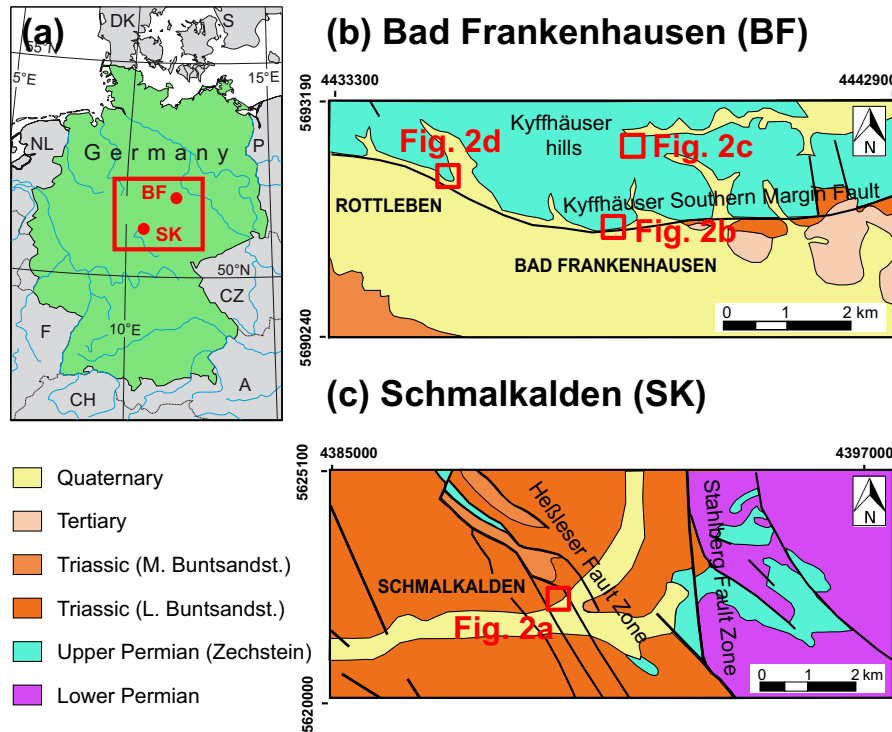 (a)
DK
S
55°N
5°E
15°E
NL
P
Germany
BF
SK
50°N
CZ
10°E
F
CH
A
(b) Bad Frankenhausen (BF)
4433300
4442900
5693190
5690240
Kyffhäuser
hills
Fig. 2d
Fig. 2c
N
ROTTLEBEN
Kyffhäuser Southern Margin Fault
Fig. 2b
BAD FRANKENHAUSEN
0 1 2 km
(c) Schmalkalden (SK)
4385000
4397000
5625100
5620000
Heßleser Fault Zone
Stahlberg Fault Zone
N
SCHMALKALDEN
Fig. 2a
0 1 2 km
Quaternary
Tertiary
Triassic (M. Buntsandst.)
Triassic (L. Buntsandst.)
Upper Permian (Zechstein)
Lower Permian